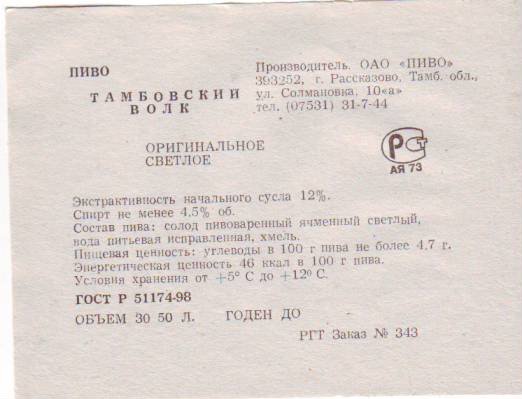 ПИВО
ТАМБОВСКИЙ
ВОЛК
Производитель. ОАО «ПИВО»
393252, г. Рассказово, Тамб. обл.,
ул. Солмановка, 10«а»
тел. (07531) 31-7-44
ОРИГИНАЛЬНОЕ
СВЕТЛОЕ
РСТ
АЯ 73
Экстрактивность начального сусла 12%.
Спирт не менее 4,5% об.
Состав пива: солод пивоваренный ячменный светлый,
вода питьевая исправленная, хмель.
Пищевая ценность: углеводы в 100 г пива не более 4,7 г.
Энергетическая ценность 46 ккал в 100 г пива.
Условия хранения от +5° С до +12° С.
ГОСТ Р 51174-98
ОБЪЕМ 30 50 Л. ГОДЕН ДО
РГТ Заказ № 343